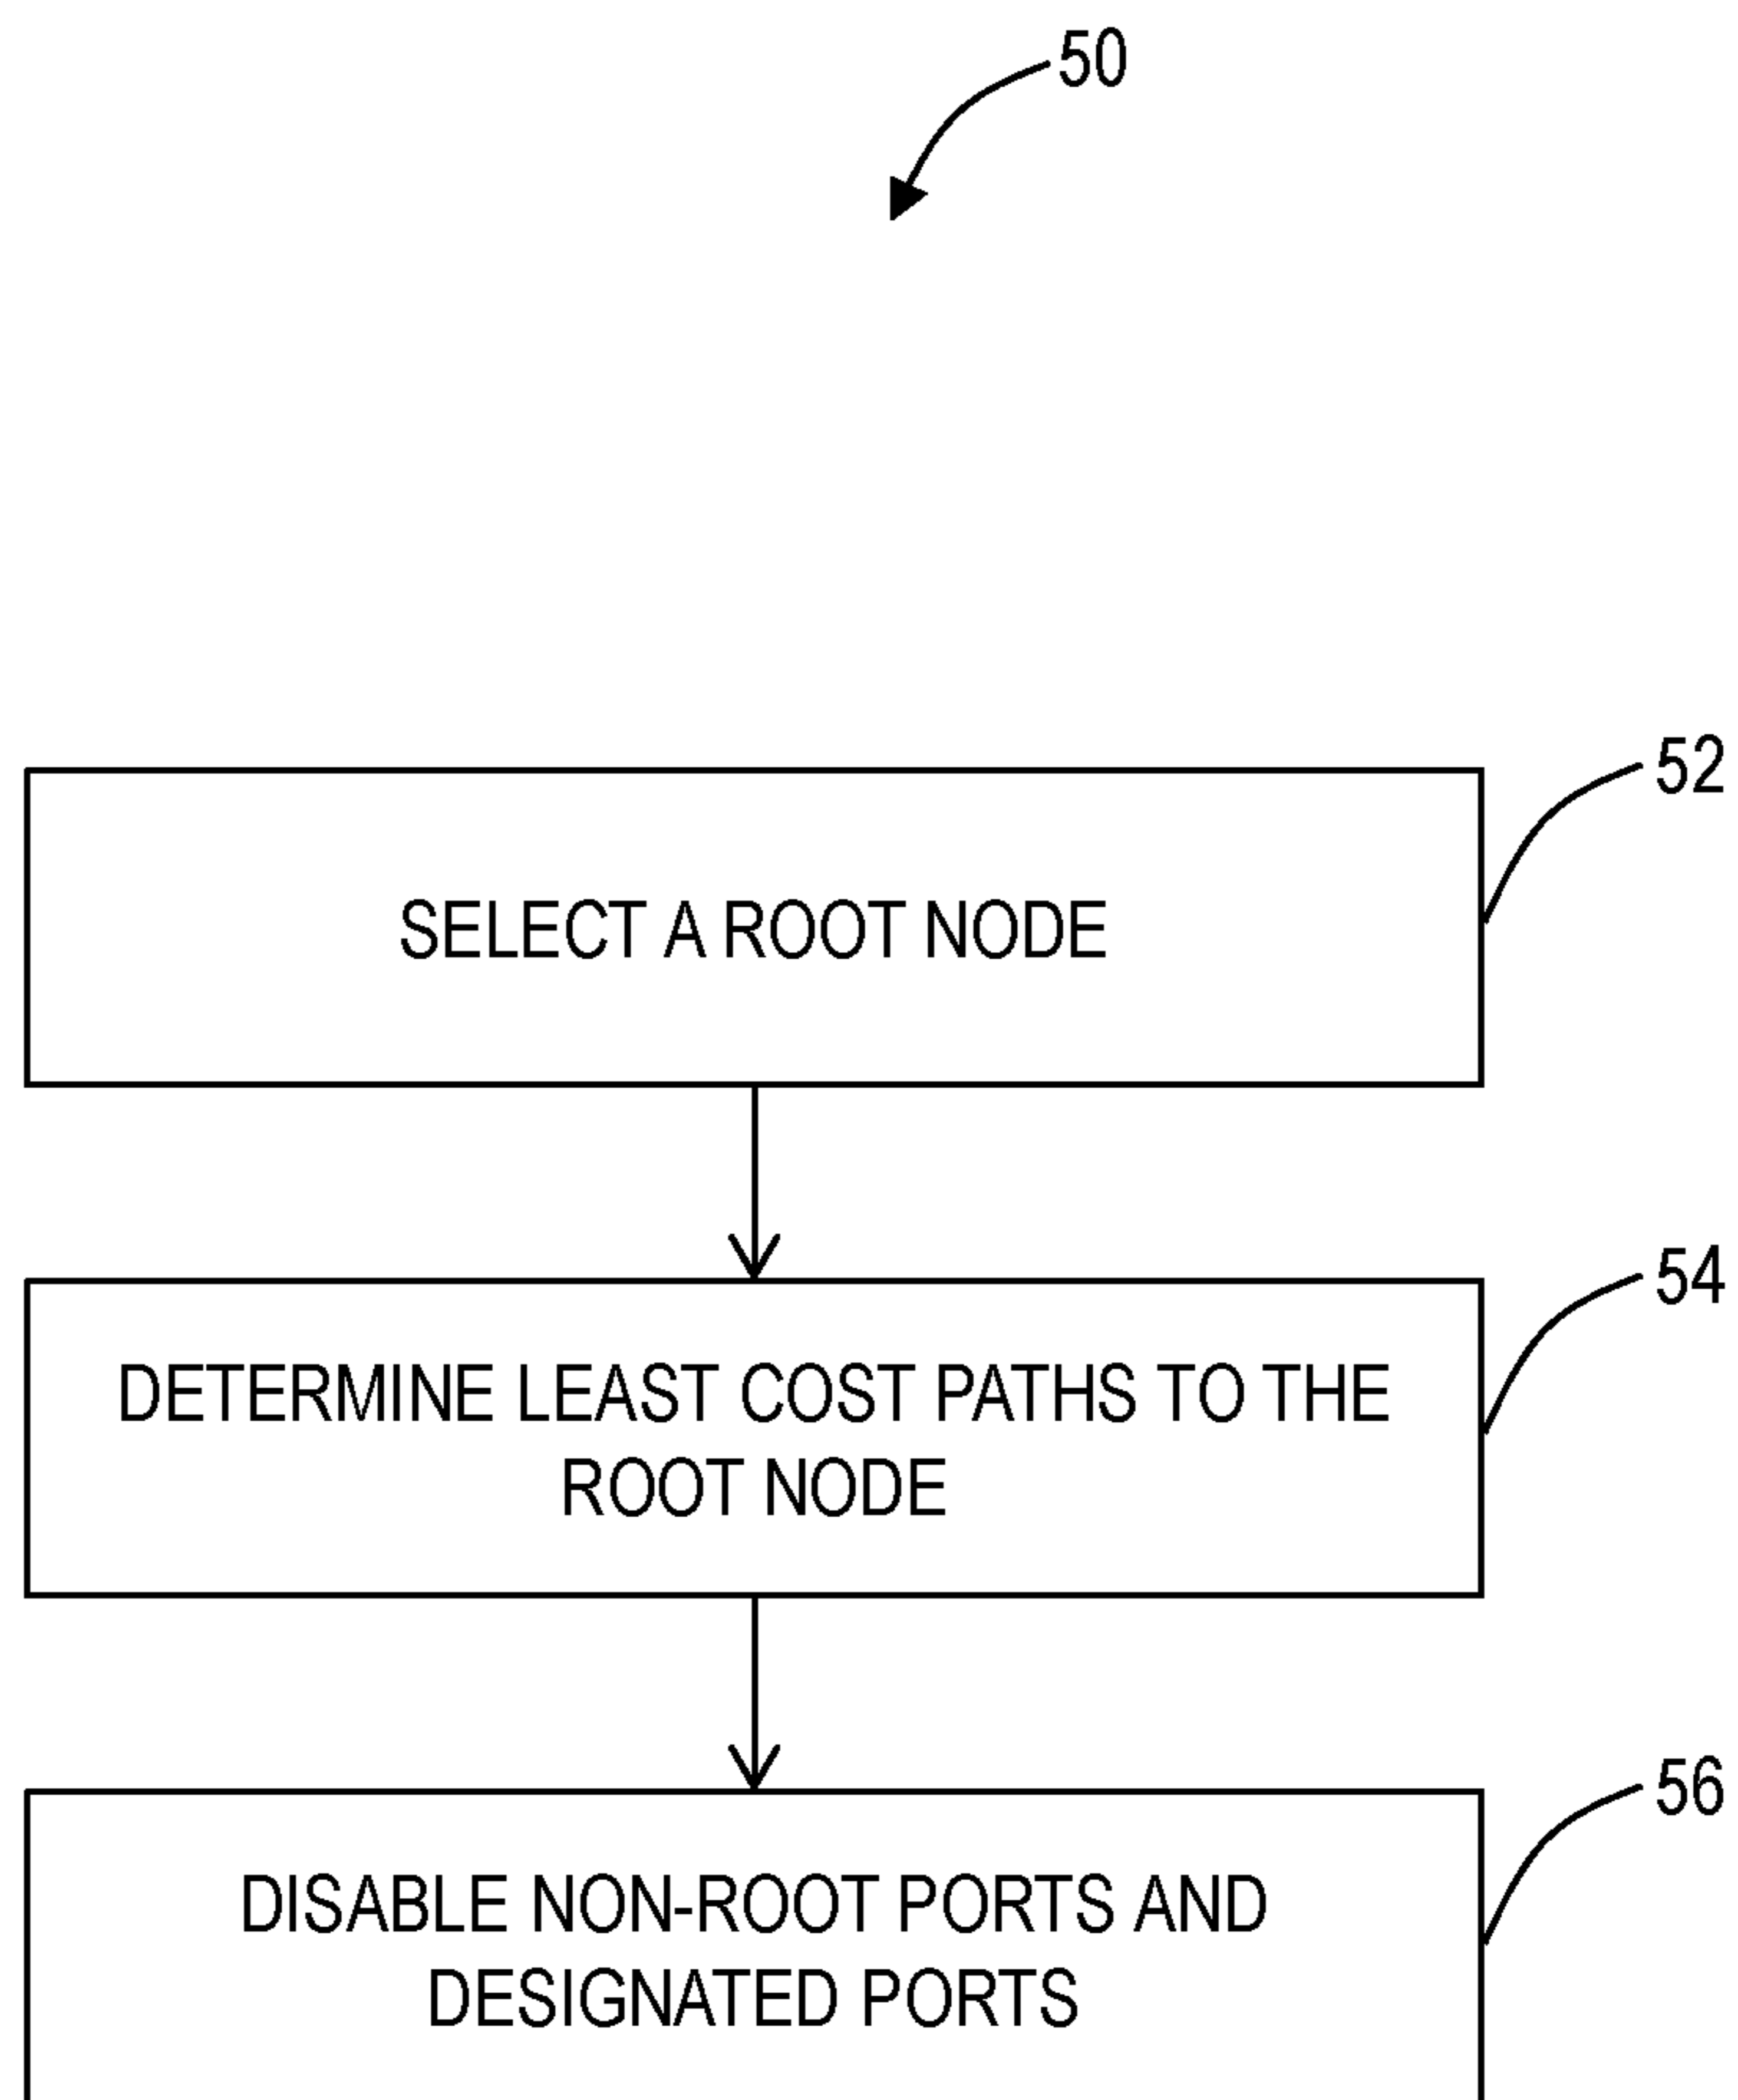 50
52
SELECT A ROOT NODE
54
DETERMINE LEAST COST PATHS TO THE
ROOT NODE
56
DISABLE NON-ROOT PORTS AND
DESIGNATED PORTS